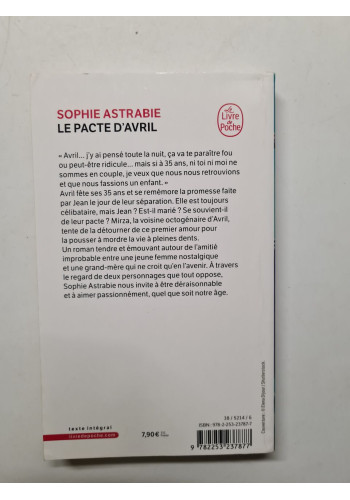 SOPHIE ASTRABIE
LE PACTE D'AVRIL
Le
Livre
de
Poche
« Avril... j'y ai pensé toute la nuit, ça va te paraître fou
ou peut-être ridicule... mais si à 35 ans, ni toi ni moi ne
sommes en couple, je veux que nous nous retrouvions
et que nous fassions un enfant. »
Avril fête ses 35 ans et se remémore la promesse faite
par Jean le jour de leur séparation. Elle est toujours
célibataire, mais Jean ? Est-il marié ? Se souvient-il
de leur pacte ? Mirza, la voisine octogénaire d'Avril,
tente de la détourner de ce premier amour pour
la pousser à mordre la vie à pleines dents.
Un roman tendre et émouvant autour de l'amitié
improbable entre une jeune femme nostalgique
et une grand-mère qui ne croit qu'en l'avenir. À travers
le regard de deux personnages que tout oppose,
Sophie Astrabie nous invite à être déraisonnable
et à aimer passionnément, quel que soit notre âge.
texte intégral
livredepoche.com
7,90 €
38 / 5214 / 6
ISBN : 978-2-253-23787-7
9 782253 237877